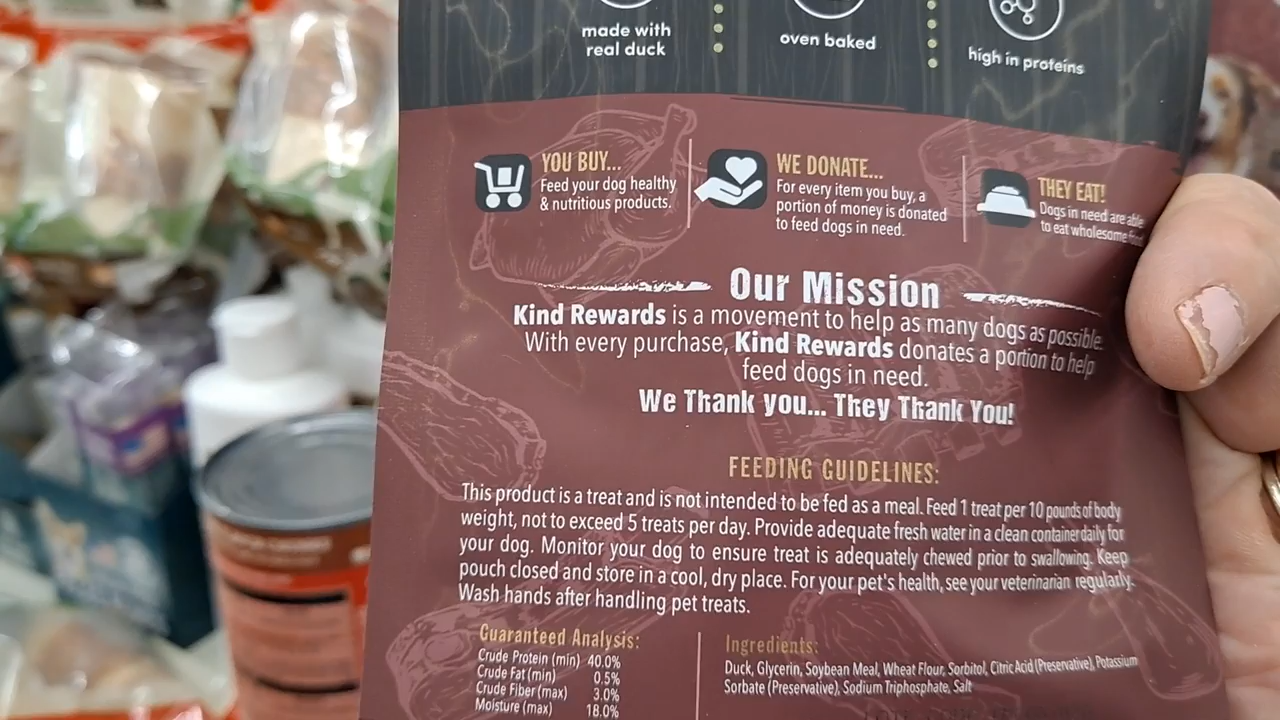 made with
real duck
oven baked
high in proteins
YOU BUY...
Feed your dog healthy
& nutritious products.
WE DONATE...
For every item you buy, a
portion of money is donated
to feed dogs in need.
THEY EAT!
Dogs in need are able
to eat wholesome
Our Mission
Kind Rewards is a movement to help as many dogs as possible.
With every purchase, Kind Rewards donates a portion to help
feed dogs in need.
We Thank you... They Thank You!
FEEDING GUIDELINES:
This product is a treat and is not intended to be fed as a meal. Feed 1 treat per 10 pounds of body
weight, not to exceed 5 treats per day. Provide adequate fresh water in a clean container daily for
your dog. Monitor your dog to ensure treat is adequately chewed prior to swallowing. Keep
pouch closed and store in a cool, dry place. For your pet's health, see your veterinarian regularly.
Wash hands after handling pet treats.
Guaranteed Analysis:
Crude Protein (min) 40.0%
Crude Fat (min) 0.5%
Crude Fiber (max) 3.0%
Moisture (max) 18.0%
Ingredients:
Duck, Glycerin, Soybean Meal, Wheat Flour, Sorbitol, Citric Acid (Preservative), Potassium
Sorbate (Preservative), Sodium Triphosphate, Salt